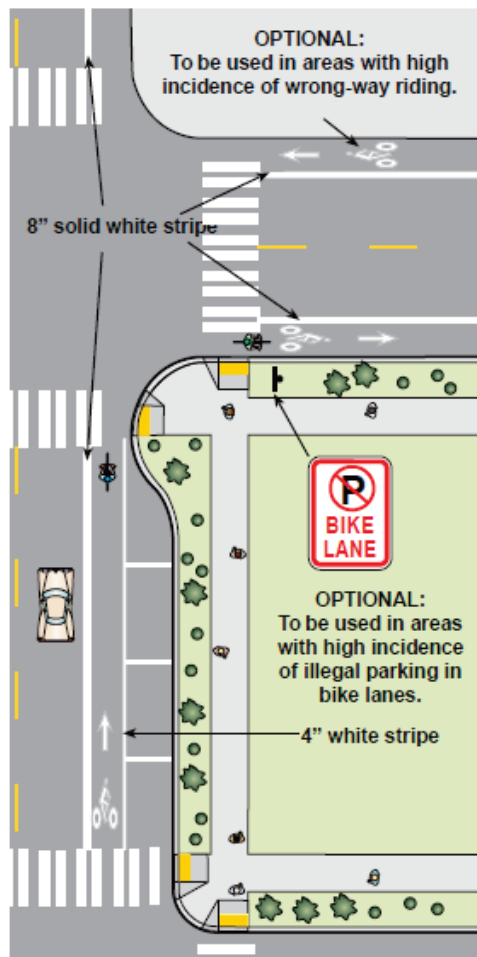 OPTIONAL:
To be used in areas with high
incidence of wrong-way riding.
8” solid white stripe
P
BIKE
LANE
OPTIONAL:
To be used in areas
with high incidence
of illegal parking in
bike lanes.
4” white stripe